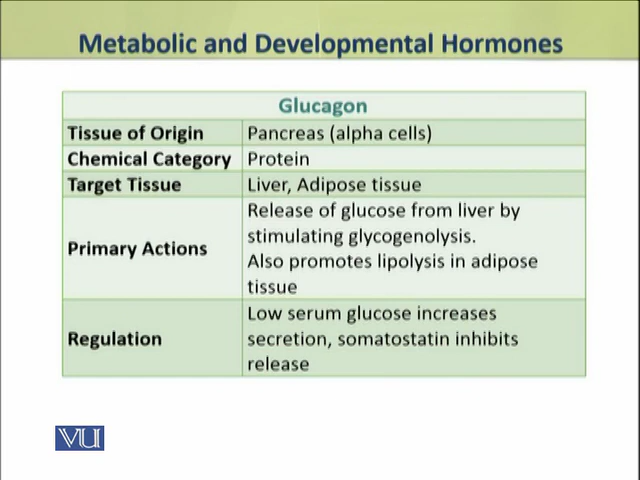 Metabolic and Developmental Hormones
Glucagon
Tissue of Origin
Pancreas (alpha cells)
Chemical Category
Protein
Target Tissue
Liver, Adipose tissue
Primary Actions
Release of glucose from liver by
stimulating glycogenolysis.
Also promotes lipolysis in adipose
tissue
Regulation
Low serum glucose increases
secretion, somatostatin inhibits
release
VU